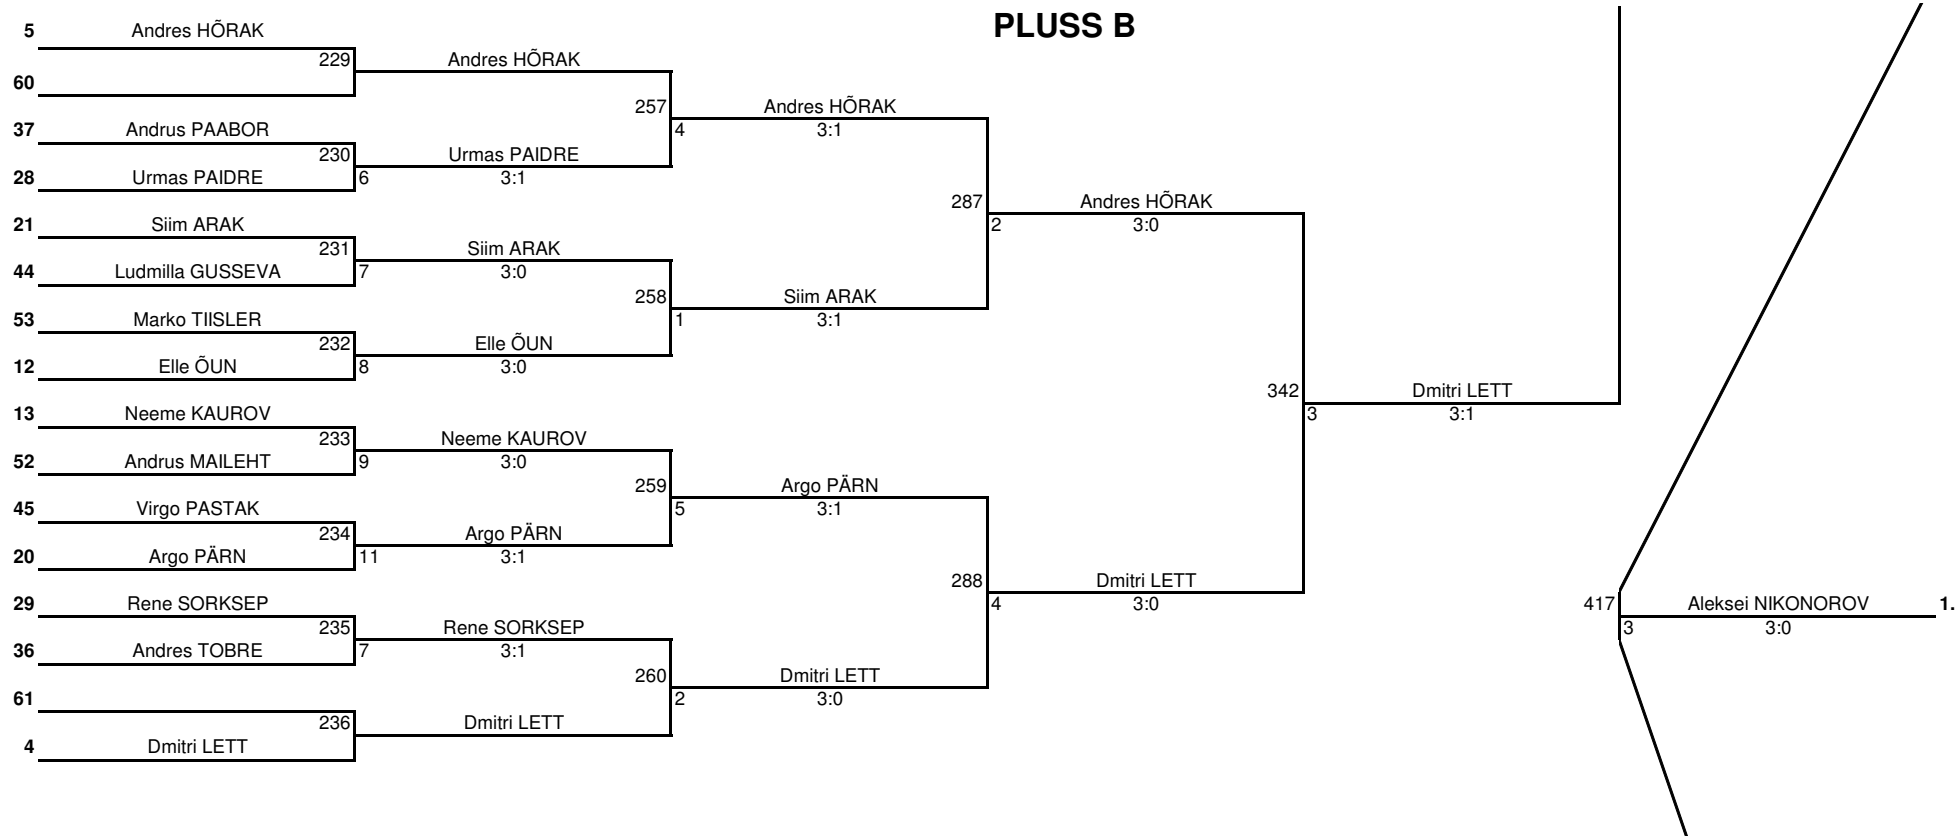 PLUSS B
5 Andres HÕRAK
229 Andres HÕRAK
60
257 Andres HÕRAK
37 Andrus PAABOR
4 3:1
230 Urmas PAIDRE
28 Urmas PAIDRE 6 3:1
287 Andres HÕRAK
21 Siim ARAK
2 3:0
231 Siim ARAK
44 Ludmilla GUSSEVA 7 3:0
258 Siim ARAK
53 Marko TIISLER
1 3:1
232 Elle ÕUN
12 Elle ÕUN 8 3:0
342 Dmitri LETT
13 Neeme KAUROV
3 3:1
233 Neeme KAUROV
52 Andrus MAILEHT 9 3:0
259 Argo PÄRN
45 Virgo PASTAK
5 3:1
234 Argo PÄRN
20 Argo PÄRN 11 3:1
288 Dmitri LETT
29 Rene SORKSEP
4 3:0
417 Aleksei NIKONOROV 1.
3 3:0
235 Rene SORKSEP
36 Andres TOBRE 7 3:1
260 Dmitri LETT
61
2 3:0
236 Dmitri LETT
4 Dmitri LETT